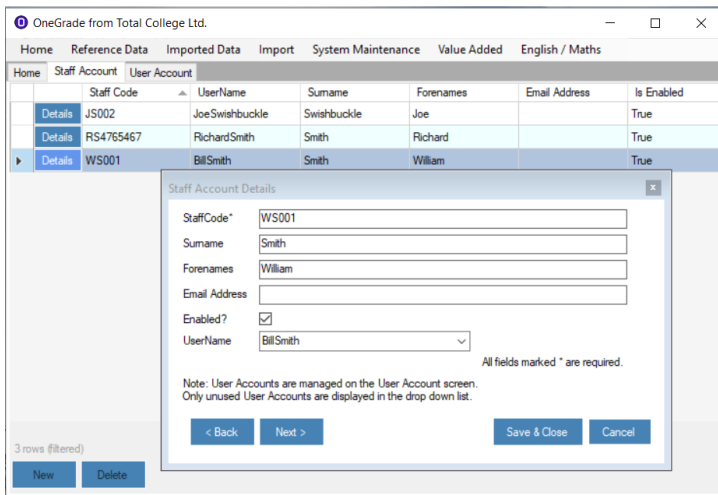 OneGrade from Total College Ltd.
Home Reference Data Imported Data Import System Maintenance Value Added English / Maths
Home Staff Account User Account
Staff Code UserName Surname Forenames Email Address Is Enabled
Details JS002 JoeSwishbuckle Swishbuckle Joe True
Details RS4765467 RichardSmith Smith Richard True
Details WS001 BillSmith Smith William True
Staff Account Details x
StaffCode* WS001
Surname Smith
Forenames William
Email Address
Enabled?
UserName BillSmith
All fields marked * are required.
Note: User Accounts are managed on the User Account screen.
Only unused User Accounts are displayed in the drop down list.
< Back Next > Save & Close Cancel
3 rows (filtered)
New Delete